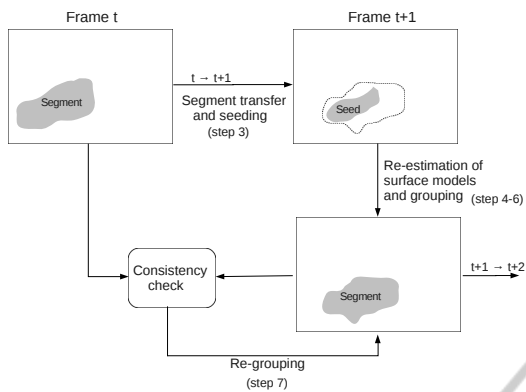 Frame t
Frame t+1
Segment
t → t+1
Segment transfer
and seeding
(step 3)
Seed
Re-estimation of
surface models
and grouping (step 4-6)
Consistency
check
Segment
t+1 → t+2
Re-grouping
(step 7)